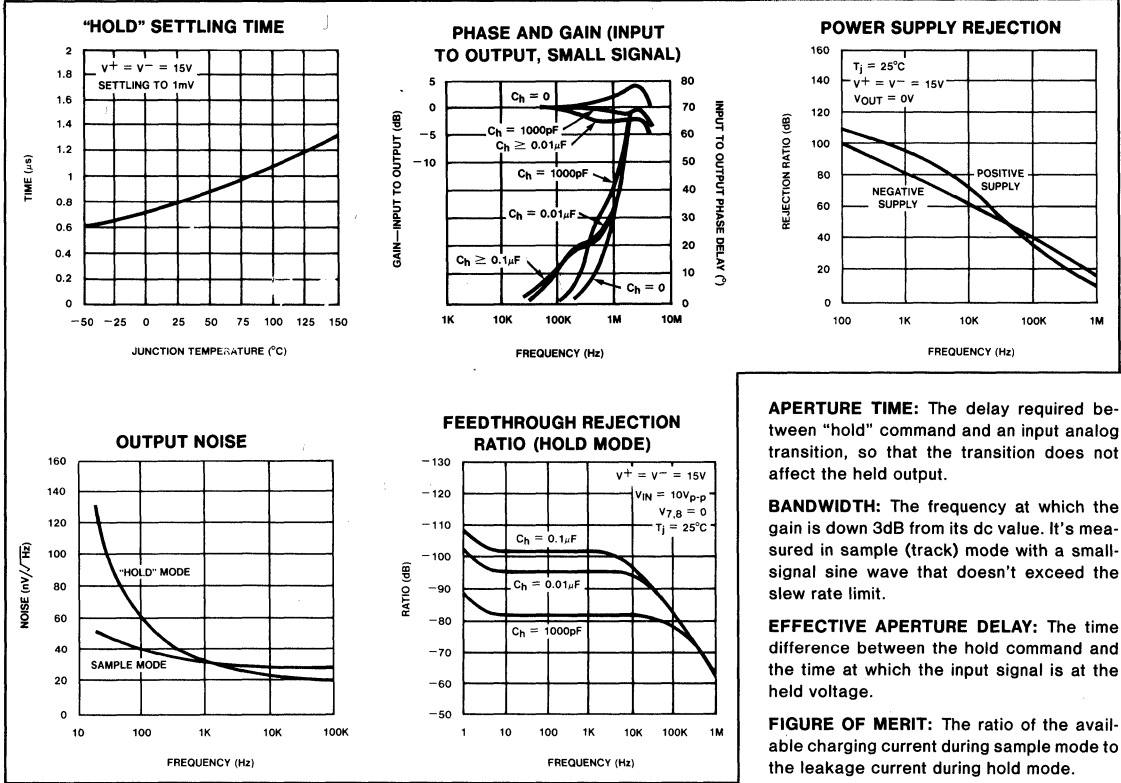 "HOLD" SETTLING TIME
V+ = V− = 15V
SETTLING TO 1mV
TIME (μs)
2
1.8
1.6
1.4
1.2
1
0.8
0.6
0.4
0.2
0
−50 −25 0 25 50 75 100 125 150
JUNCTION TEMPERATURE (°C)
PHASE AND GAIN (INPUT
TO OUTPUT, SMALL SIGNAL)
GAIN—INPUT TO OUTPUT (dB)
5
0
−5
−10
Ch = 0
Ch = 1000pF
Ch ≥ 0.01μF
Ch = 1000pF
Ch = 0.01μF
Ch ≥ 0.1μF
Ch = 0
80
70
60
50
40
30
20
10
0
INPUT TO OUTPUT PHASE DELAY (°)
1K 10K 100K 1M 10M
FREQUENCY (Hz)
POWER SUPPLY REJECTION
Tj = 25°C
V+ = V− = 15V
VOUT = 0V
REJECTION RATIO (dB)
160
140
120
100
80
60
40
20
0
POSITIVE
SUPPLY
NEGATIVE
SUPPLY
100 1K 10K 100K 1M
FREQUENCY (Hz)
OUTPUT NOISE
NOISE (nV/√Hz)
160
140
120
100
80
60
40
20
0
"HOLD" MODE
SAMPLE MODE
10 100 1K 10K 100K
FREQUENCY (Hz)
FEEDTHROUGH REJECTION
RATIO (HOLD MODE)
V+ = V− = 15V
VIN = 10Vp-p
V7,8 = 0
Tj = 25°C
RATIO (dB)
−130
−120
−110
−100
−90
−80
−70
−60
−50
Ch = 0.1μF
Ch = 0.01μF
Ch = 1000pF
1 10 100 1K 10K 100K 1M
FREQUENCY (Hz)
APERTURE TIME: The delay required be-
tween "hold" command and an input analog
transition, so that the transition does not
affect the held output.
BANDWIDTH: The frequency at which the
gain is down 3dB from its dc value. It's mea-
sured in sample (track) mode with a small-
signal sine wave that doesn't exceed the
slew rate limit.
EFFECTIVE APERTURE DELAY: The time
difference between the hold command and
the time at which the input signal is at the
held voltage.
FIGURE OF MERIT: The ratio of the avail-
able charging current during sample mode to
the leakage current during hold mode.